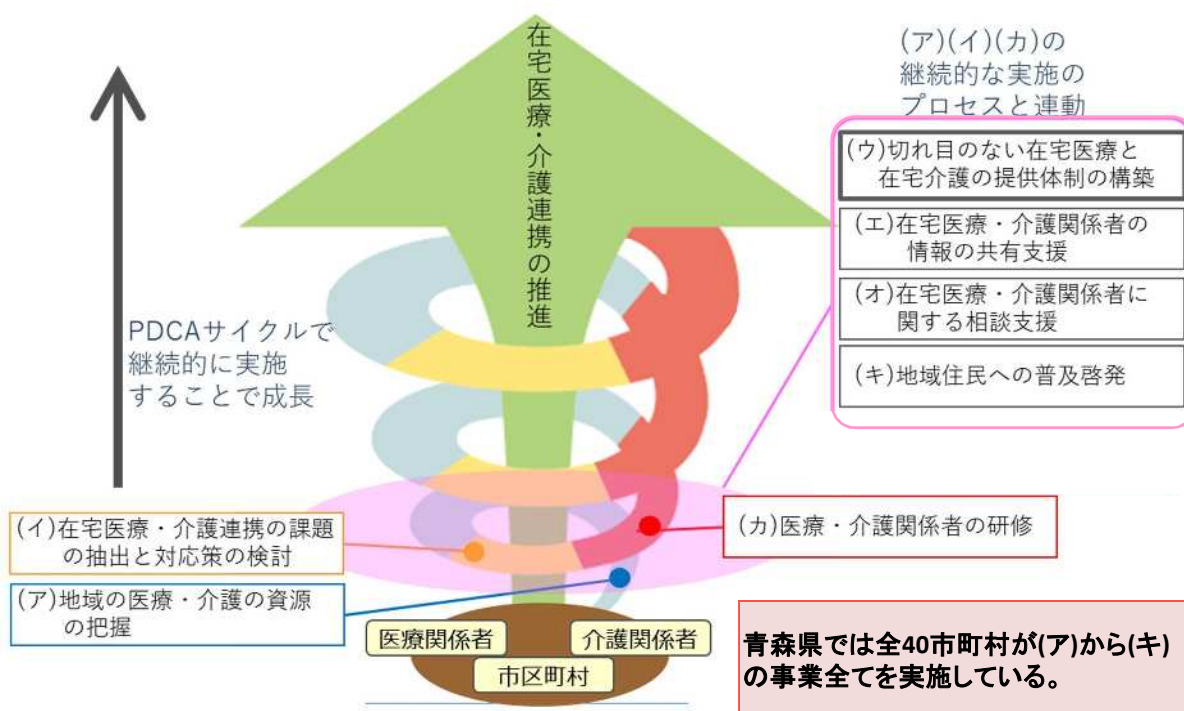 在宅医療・介護連携の推進
(ア)(イ)(カ)の
継続的な実施の
プロセスと連動
(ウ)切れ目のない在宅医療と
在宅介護の提供体制の構築
(エ)在宅医療・介護関係者の
情報の共有支援
(オ)在宅医療・介護関係者に
関する相談支援
(キ)地域住民への普及啓発
PDCAサイクルで
継続的に実施
することで成長
(イ)在宅医療・介護連携の課題
の抽出と対応策の検討
(カ)医療・介護関係者の研修
(ア)地域の医療・介護の資源
の把握
医療関係者
介護関係者
市区町村
青森県では全40市町村が(ア)から(キ)
の事業全てを実施している。